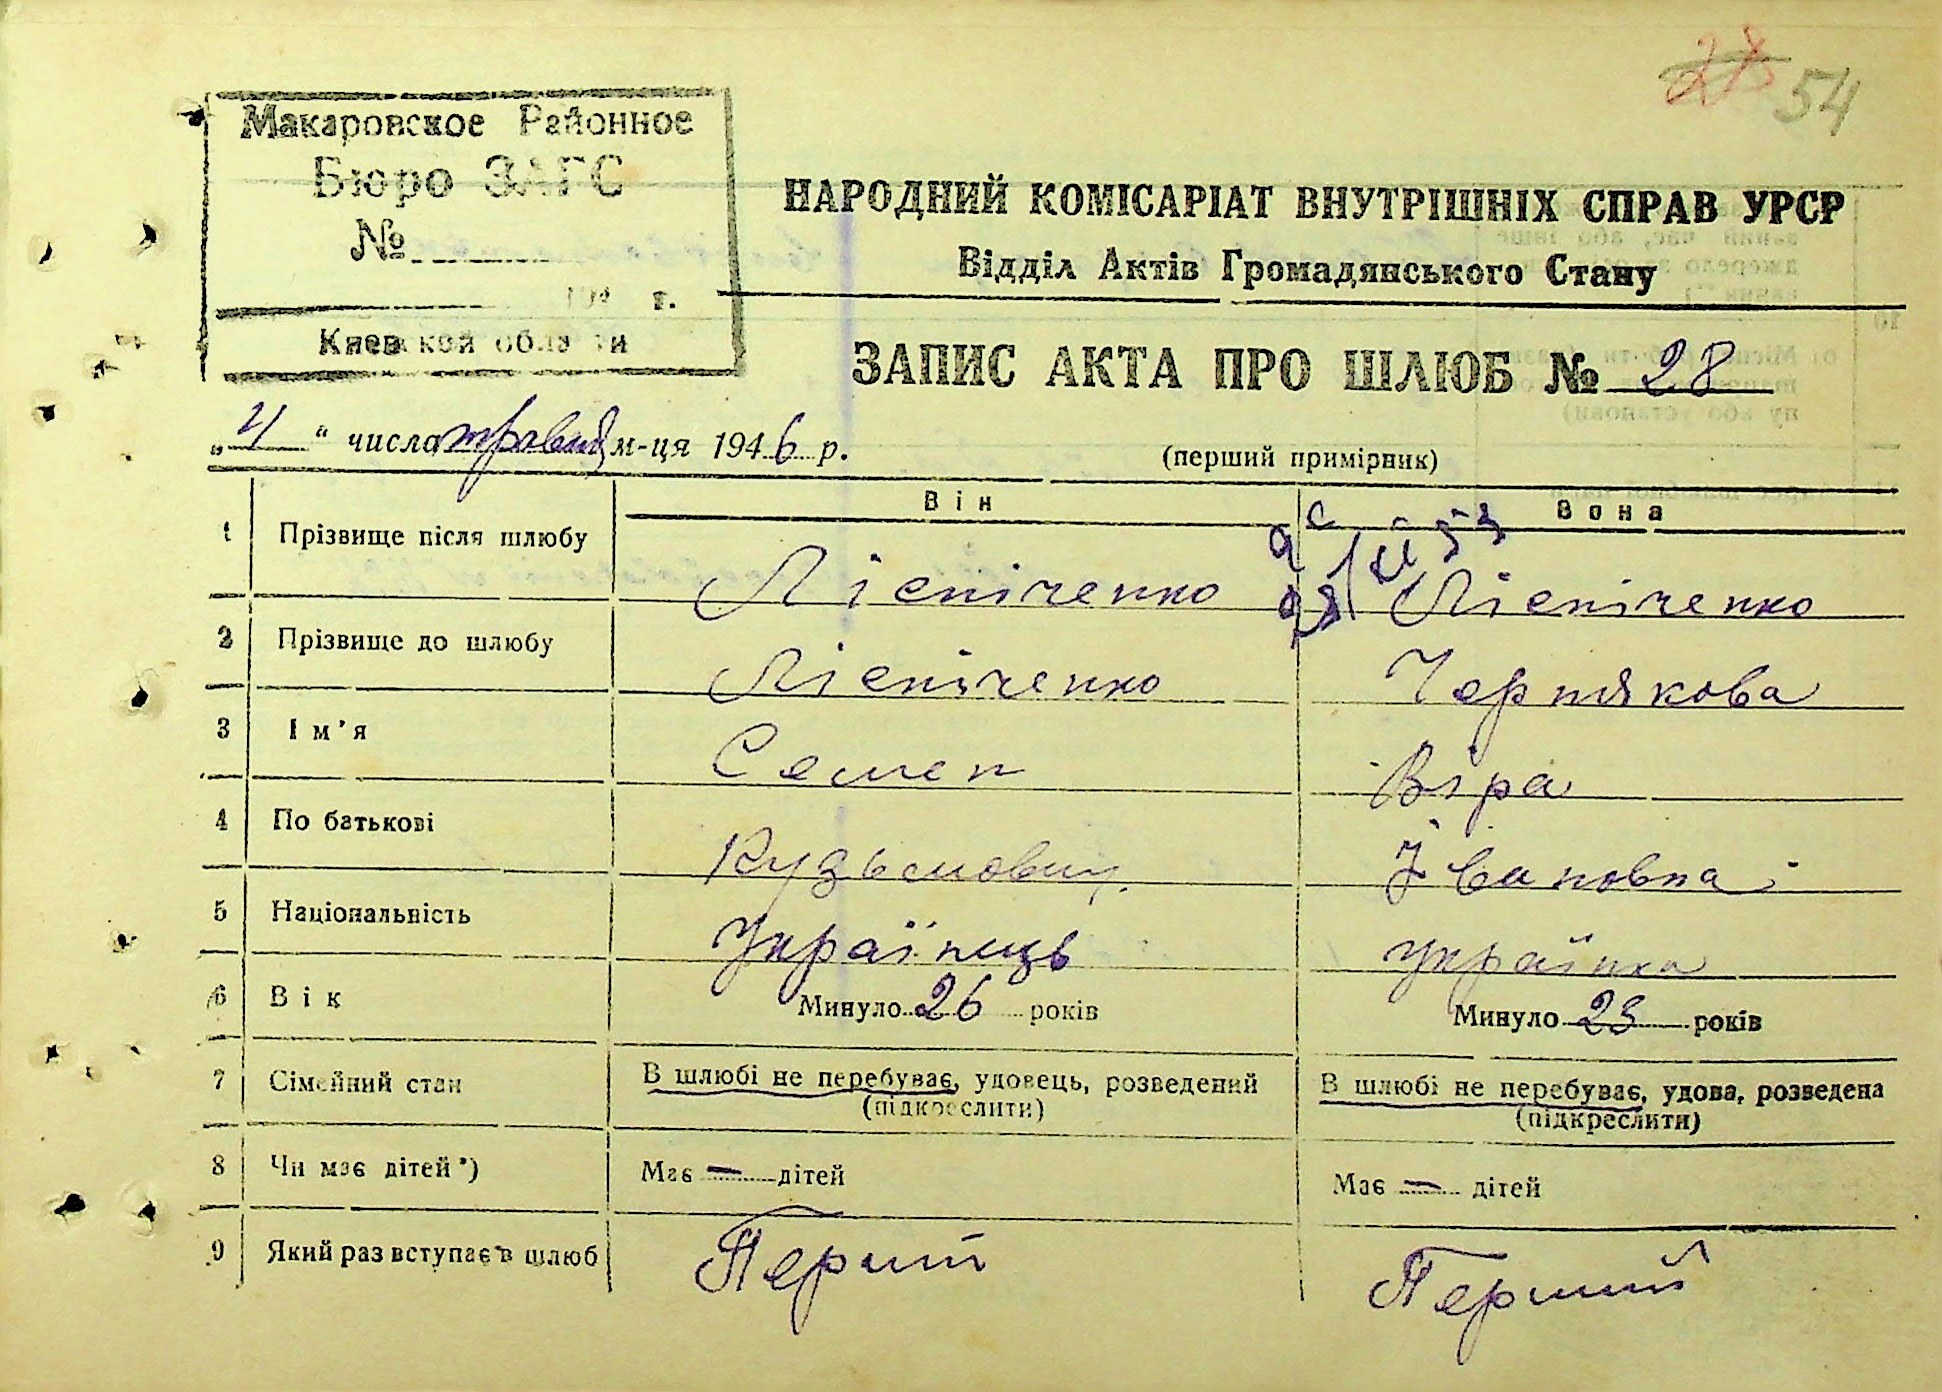 28 54
Макаровское Районное
Бюро ЗАГС
№
194 г.
Киевской области
НАРОДНИЙ КОМІСАРІАТ ВНУТРІШНІХ СПРАВ УРСР
Відділ Актів Громадянського Стану
ЗАПИС АКТА ПРО ШЛЮБ № 28
„ 4 “ числа травня м-ця 1946 р.
(перший примірник)
Він Вона
1 Прізвище після шлюбу Лісніченко Лісніченко
2 Прізвище до шлюбу Лісніченко Чернякова
3 Ім'я Семен Віра
4 По батькові Кузьмович Івановна
5 Національність Українець українка
6 Вік Минуло 26 років Минуло 23 років
7 Сімейний стан В шлюбі не перебуває, удовець, розведений В шлюбі не перебуває, удова, розведена
(підкреслити) (підкреслити)
8 Чи має дітей*) Має — дітей Має — дітей
9 Який раз вступає в шлюб Перший Перший